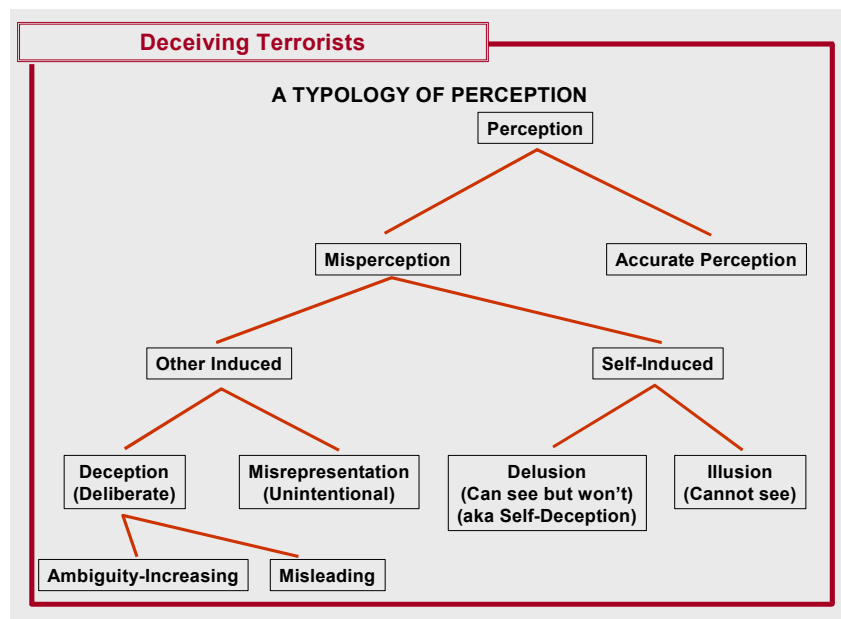 Deceiving Terrorists
A TYPOLOGY OF PERCEPTION
Perception
Misperception
Accurate Perception
Other Induced
Self-Induced
Deception
(Deliberate)
Misrepresentation
(Unintentional)
Delusion
(Can see but won’t)
(aka Self-Deception)
Illusion
(Cannot see)
Ambiguity-Increasing
Misleading